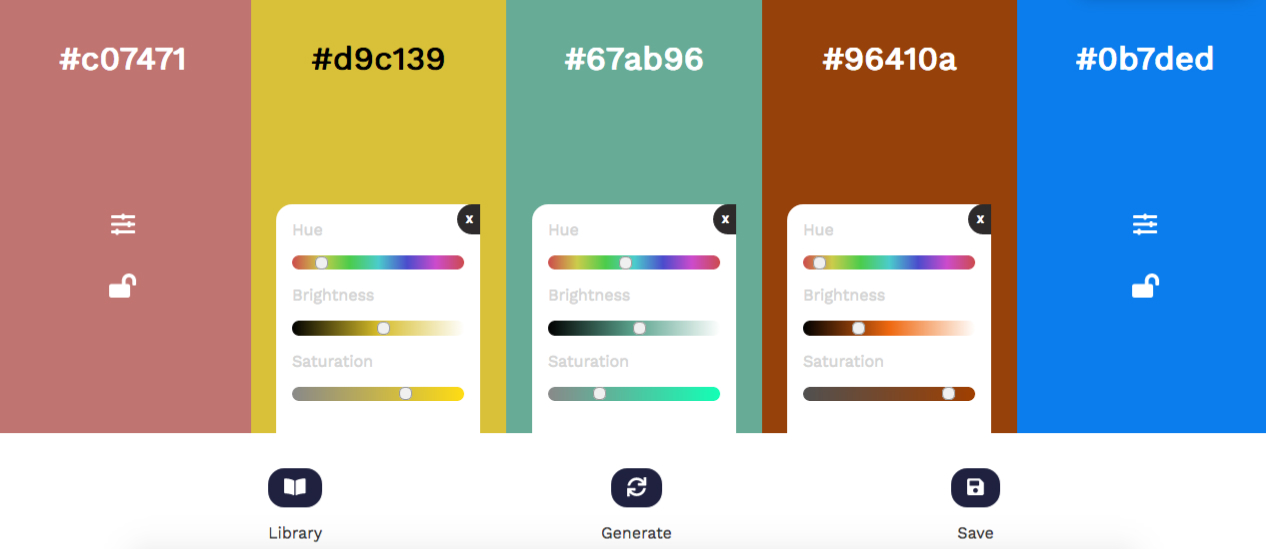 #c07471
#d9c139
#67ab96
#96410a
#0b7ded
x
Hue
Brightness
Saturation
x
Hue
Brightness
Saturation
x
Hue
Brightness
Saturation
Library
Generate
Save